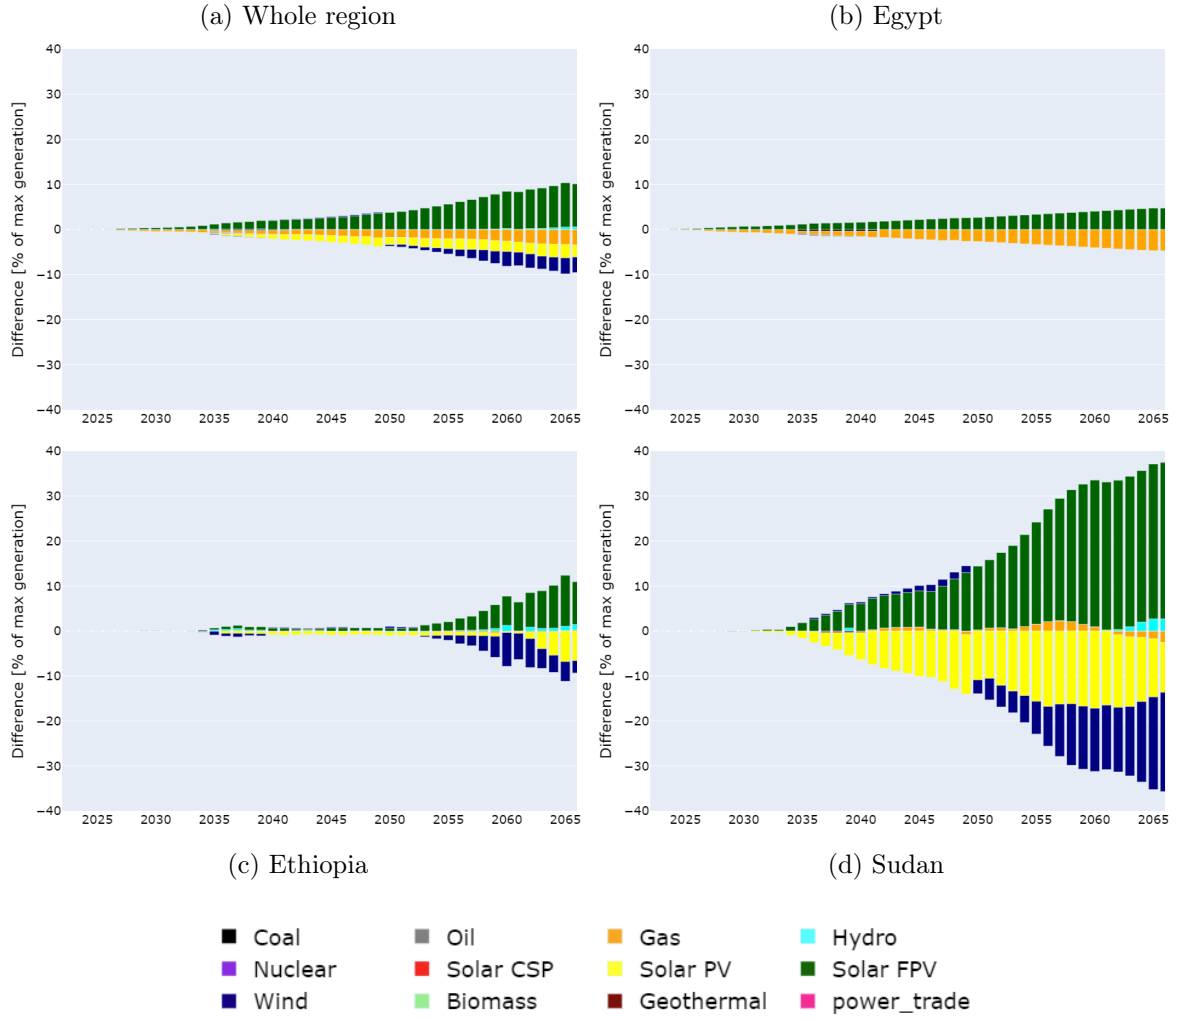 (a) Whole region
(b) Egypt
Difference [% of max generation]
40
30
20
10
0
−10
−20
−30
−40
2025 2030 2035 2040 2045 2050 2055 2060 2065
Difference [% of max generation]
40
30
20
10
0
−10
−20
−30
−40
2025 2030 2035 2040 2045 2050 2055 2060 2065
Difference [% of max generation]
40
30
20
10
0
−10
−20
−30
−40
2025 2030 2035 2040 2045 2050 2055 2060 2065
Difference [% of max generation]
40
30
20
10
0
−10
−20
−30
−40
2025 2030 2035 2040 2045 2050 2055 2060 2065
(c) Ethiopia
(d) Sudan
Coal Oil Gas Hydro
Nuclear Solar CSP Solar PV Solar FPV
Wind Biomass Geothermal power_trade